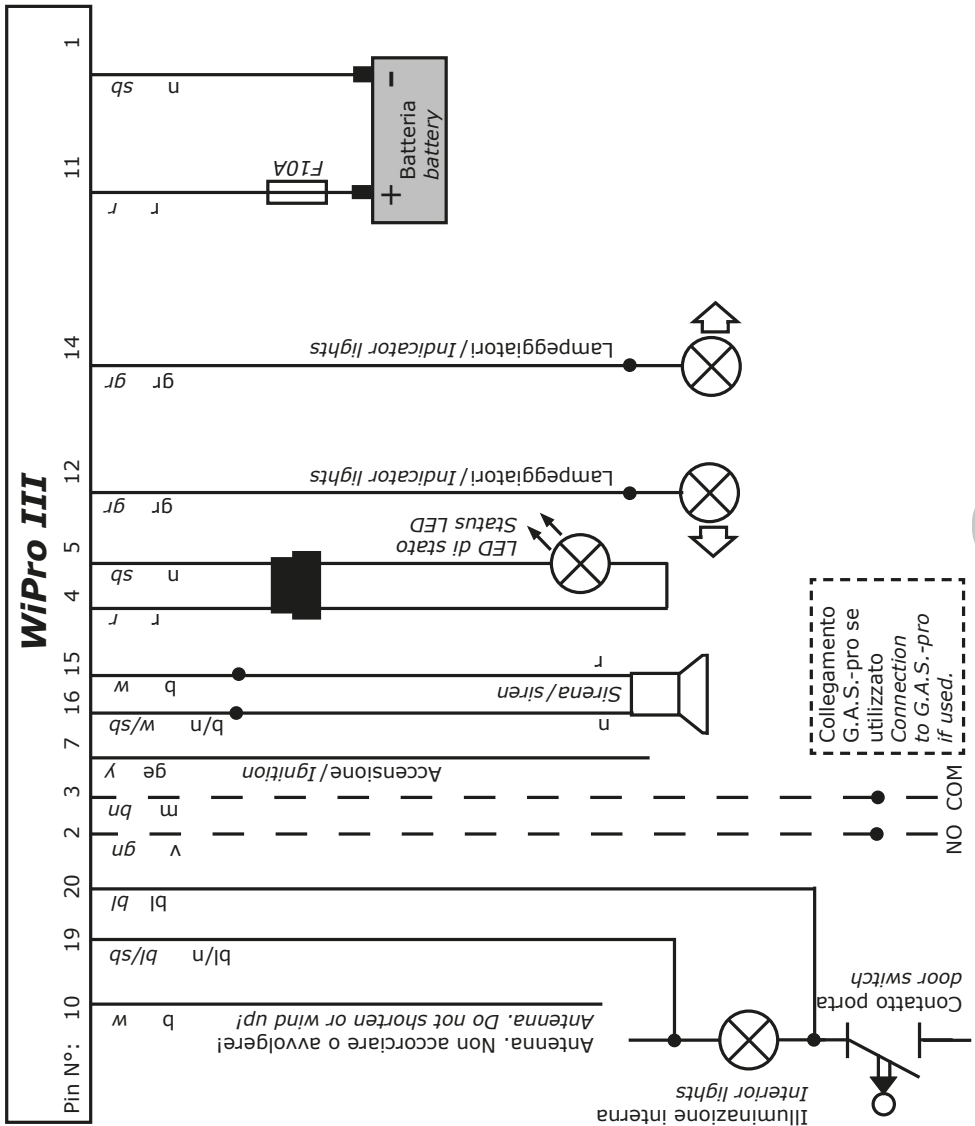 WiPro III
Pin N°:
1
11
14
12
5
4
15
16
7
3
2
20
19
10
sb n
r r
F10A
-
+
Batteria
battery
gr gr
Lampeggiatori/Indicator lights
gr gr
Lampeggiatori/Indicator lights
sb n
LED di stato
Status LED
r r
w b
r
Sirena/siren
w/sb b/n
n
y ge
Accensione/Ignition
bn m
COM
gn v
NO
Collegamento
G.A.S.-pro se
utilizzato
Connection
to G.A.S.-pro
if used.
bl bl
bl/sb bl/n
w b
Antenna. Non accorciare o avvolgere!
Antenna. Do not shorten or wind up!
Contatto porta
door switch
Illuminazione interna
Interior lights